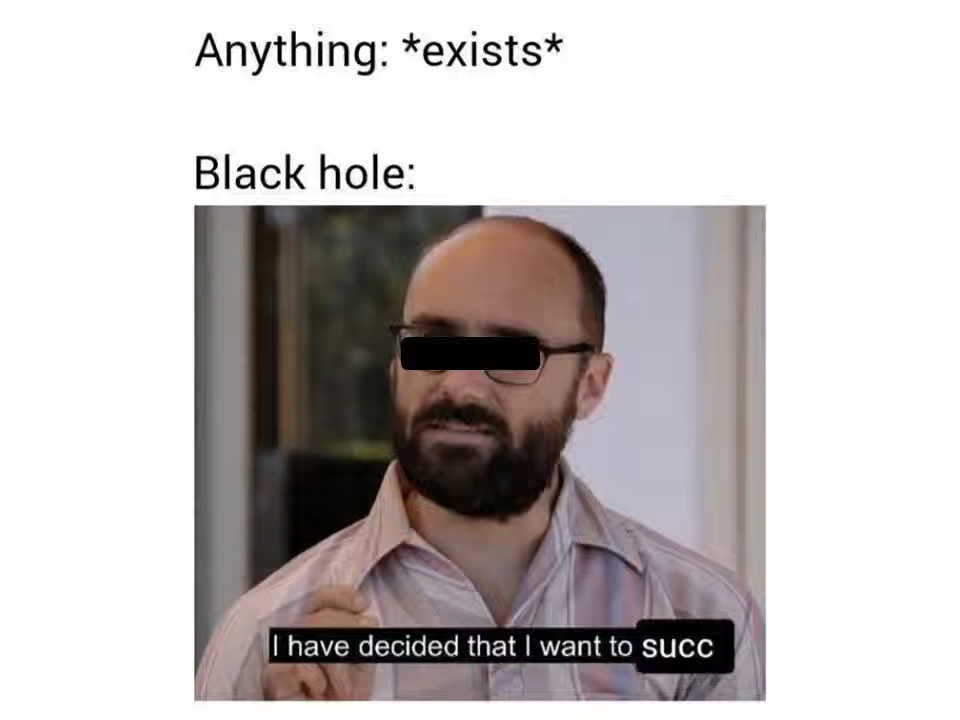 Anything: *exists*
Black hole:
I have decided that I want to succ